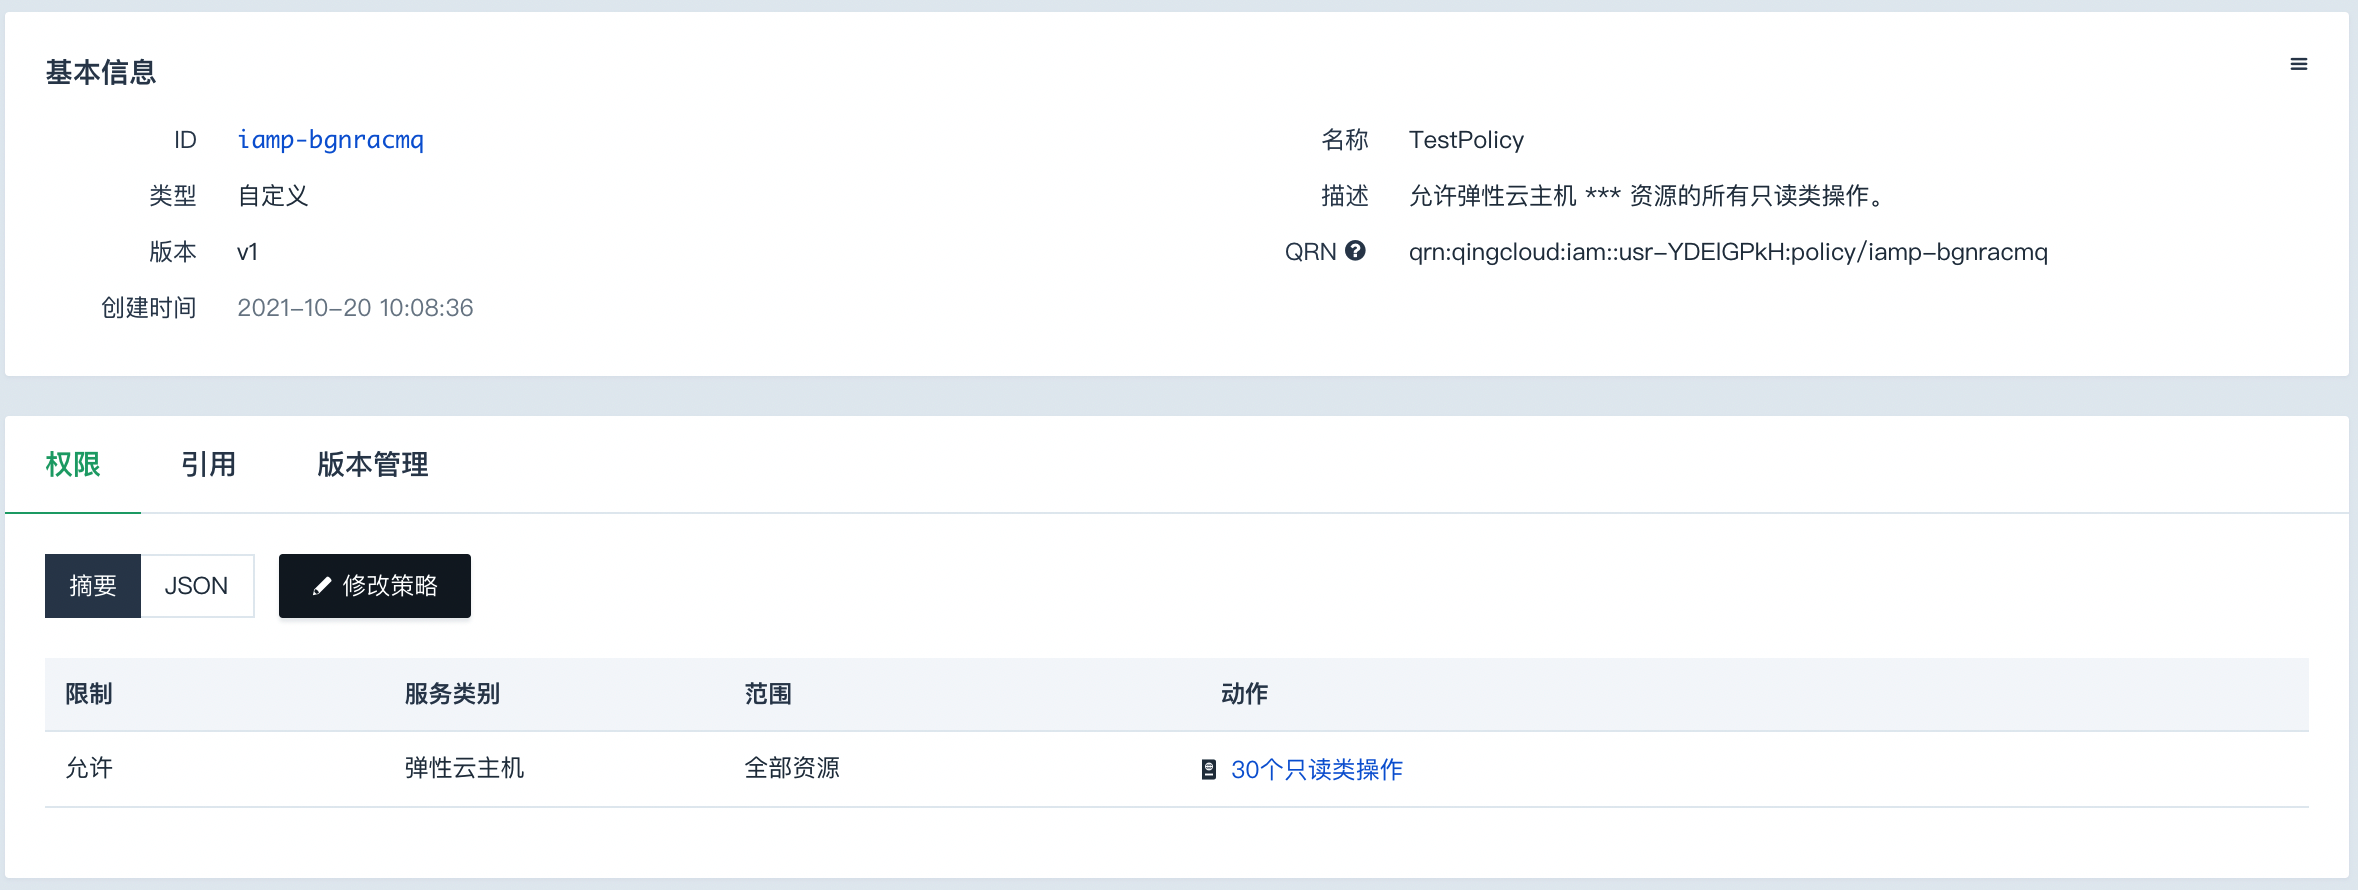 基本信息
ID iamp-bgnracmq
名称 TestPolicy
类型 自定义
描述 允许弹性云主机 *** 资源的所有只读类操作。
版本 v1
QRN qrn:qingcloud:iam::usr-YDElGPkH:policy/iamp-bgnracmq
创建时间 2021-10-20 10:08:36
权限 引用 版本管理
摘要 JSON 修改策略
限制 服务类别 范围 动作
允许 弹性云主机 全部资源 30个只读类操作